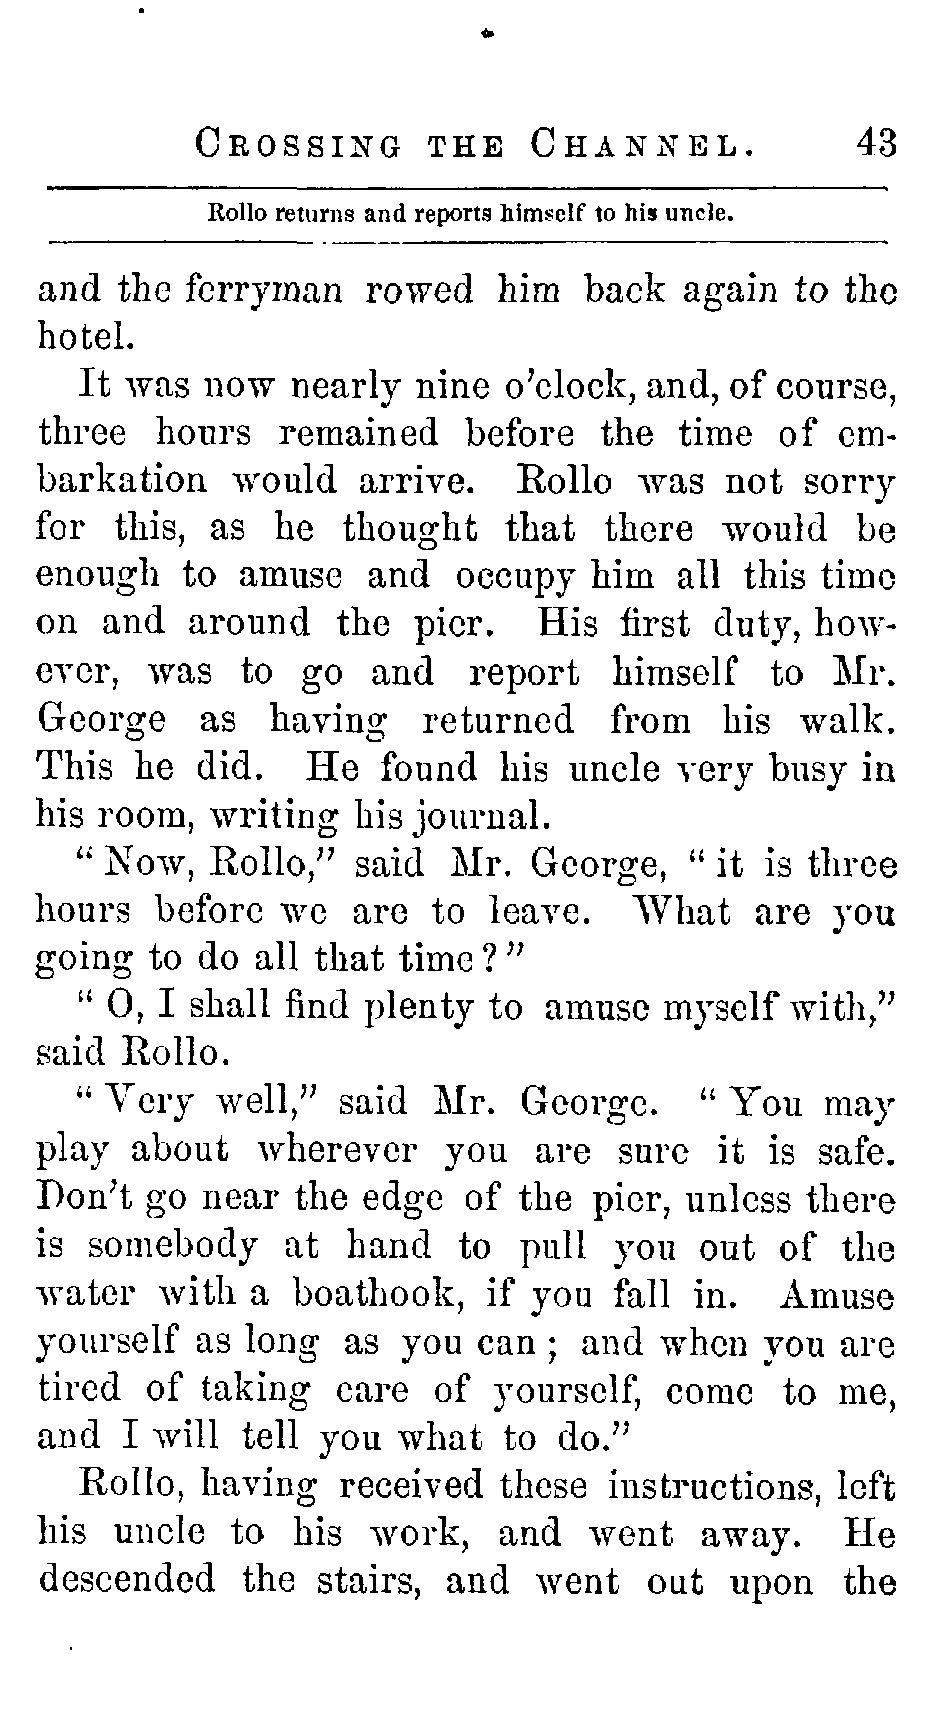 CROSSING THE CHANNEL. 43
Rollo returns and reports himself to his uncle.
and the ferryman rowed him back again to the
hotel.
It was now nearly nine o'clock, and, of course,
three hours remained before the time of em-
barkation would arrive. Rollo was not sorry
for this, as he thought that there would be
enough to amuse and occupy him all this time
on and around the pier. His first duty, how-
ever, was to go and report himself to Mr.
George as having returned from his walk.
This he did. He found his uncle very busy in
his room, writing his journal.
" Now, Rollo," said Mr. George, " it is three
hours before we are to leave. What are you
going to do all that time ? "
" O, I shall find plenty to amuse myself with,"
said Rollo.
" Very well," said Mr. George. " You may
play about wherever you are sure it is safe.
Don't go near the edge of the pier, unless there
is somebody at hand to pull you out of the
water with a boathook, if you fall in. Amuse
yourself as long as you can ; and when you are
tired of taking care of yourself, come to me,
and I will tell you what to do."
Rollo, having received these instructions, left
his uncle to his work, and went away. He
descended the stairs, and went out upon the